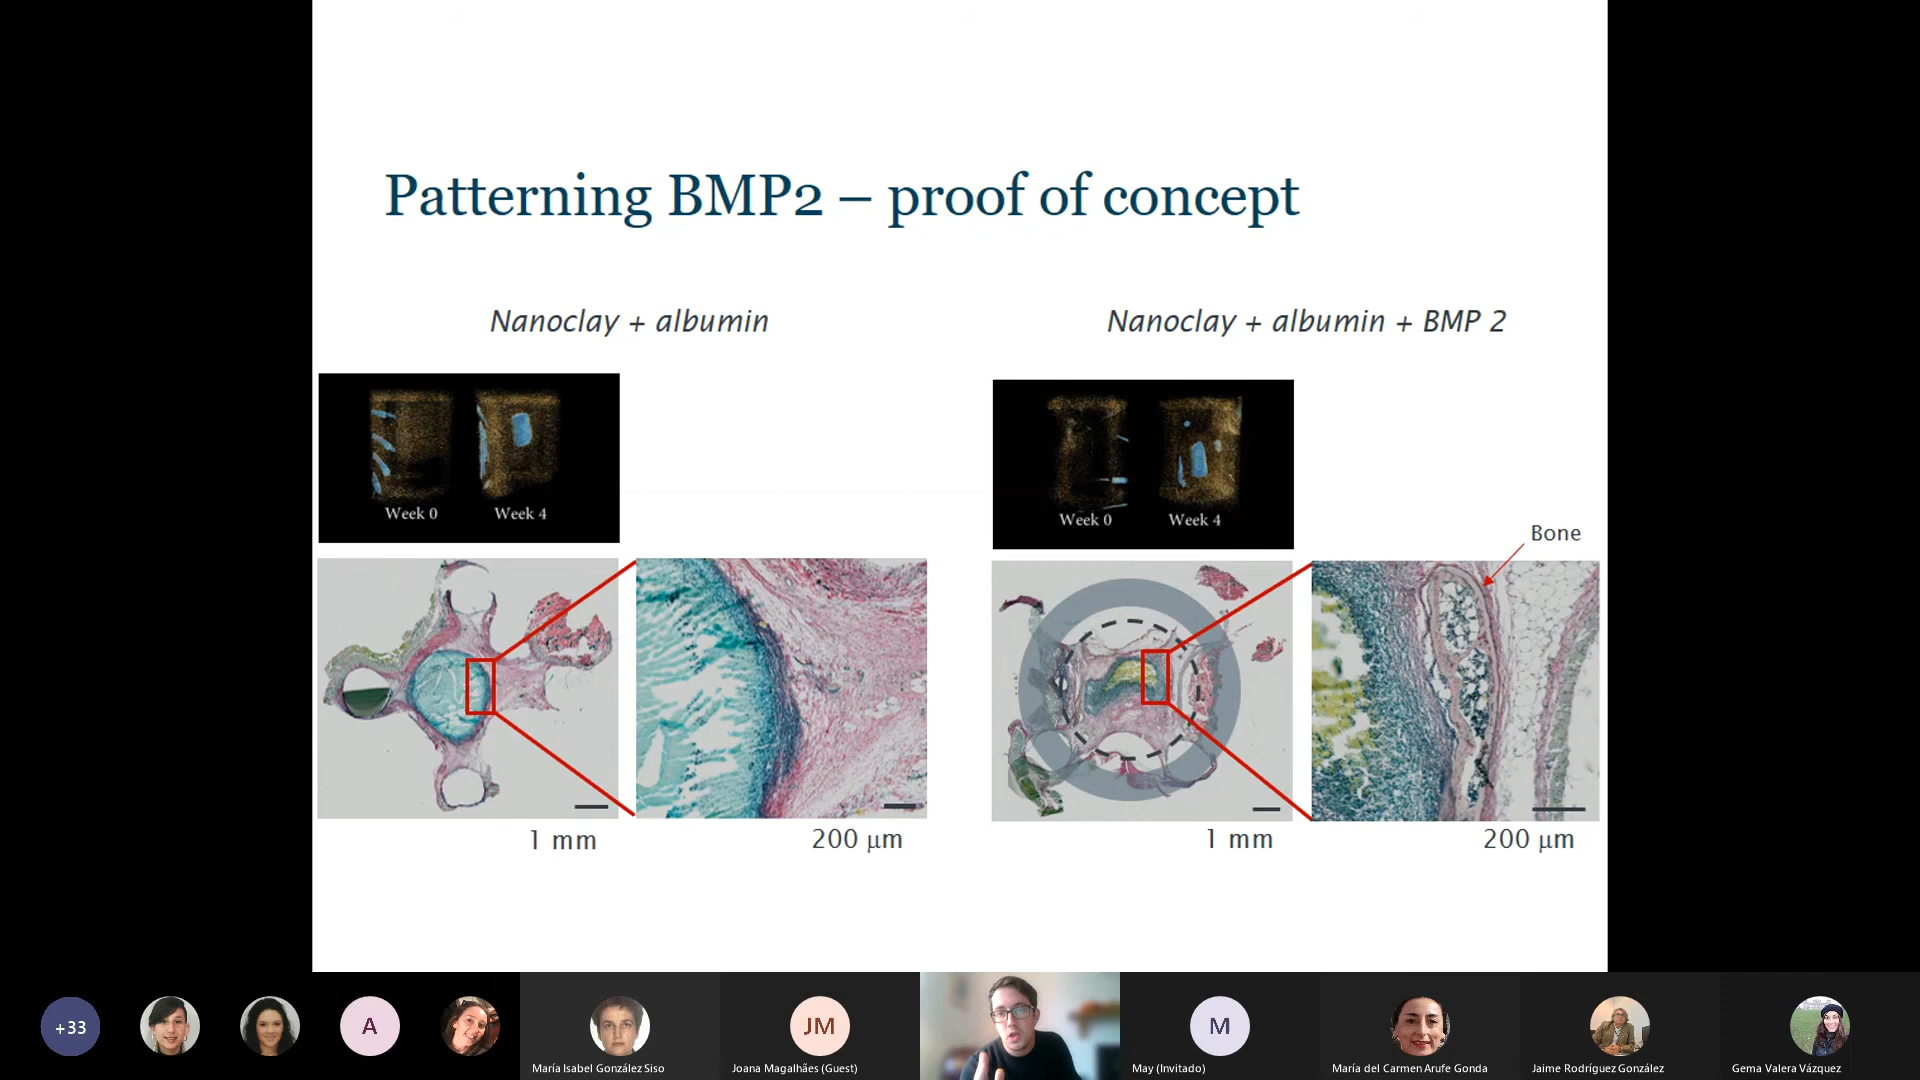 Patterning BMP2 – proof of concept
Nanoclay + albumin
Nanoclay + albumin + BMP 2
Week 0
Week 4
Week 0
Week 4
Bone
1 mm
200 μm
1 mm
200 μm
+33
A
JM
M
María Isabel González Siso
Joana Magalhães (Guest)
May (Invitado)
María del Carmen Arufe Gonda
Jaime Rodríguez González
Gema Valera Vázquez